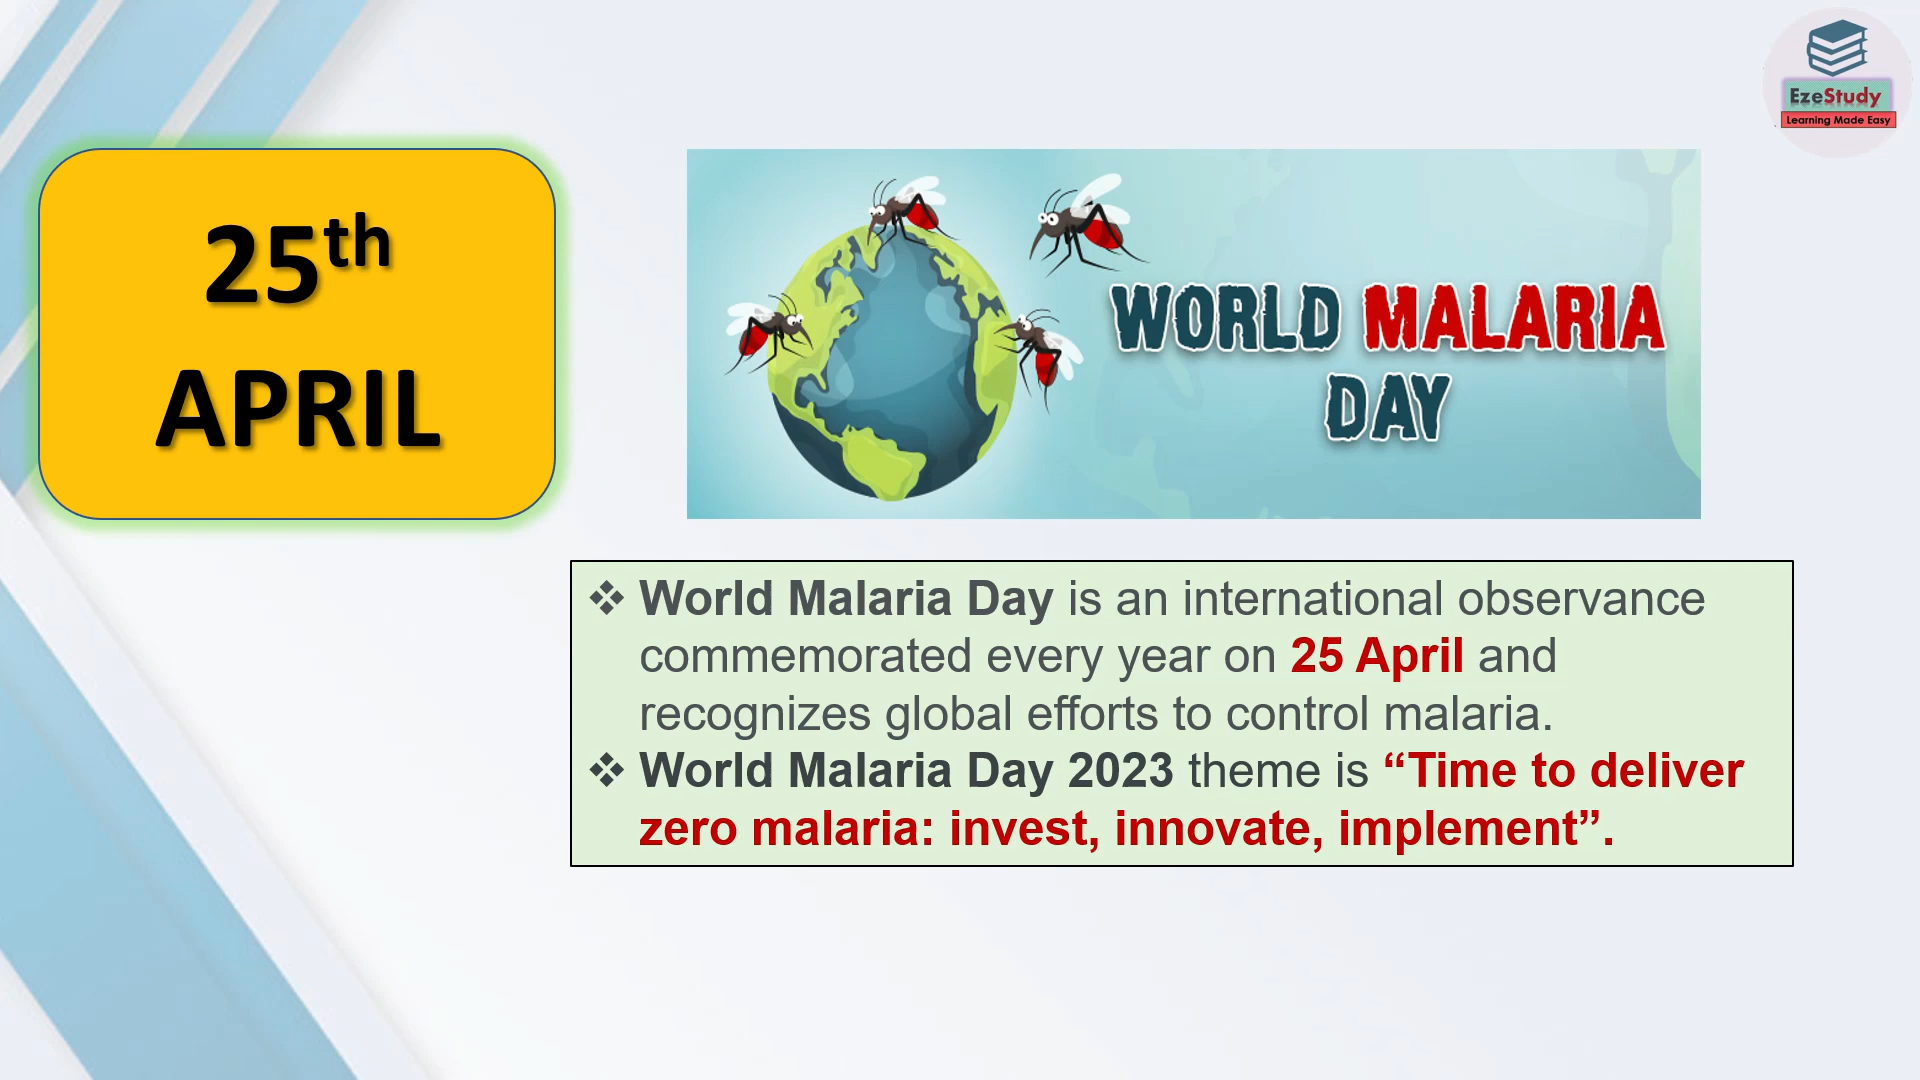 EzeStudy
Learning Made Easy
25th
APRIL
WORLD MALARIA
DAY
❖ World Malaria Day is an international observance
commemorated every year on 25 April and
recognizes global efforts to control malaria.
❖ World Malaria Day 2023 theme is “Time to deliver
zero malaria: invest, innovate, implement”.